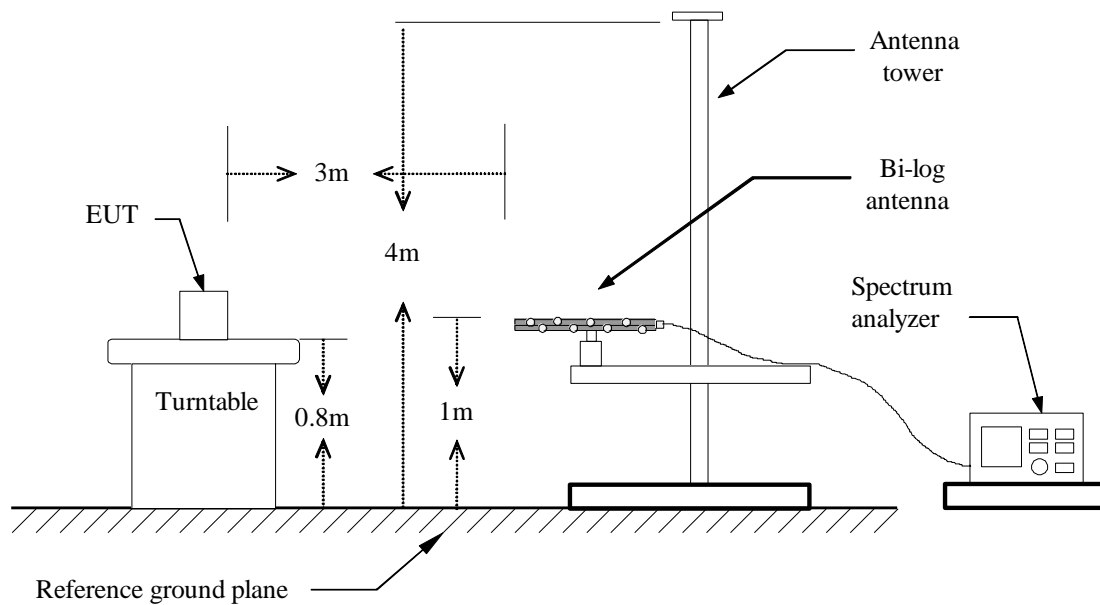 Antenna
tower
3m
Bi-log
antenna
EUT
4m
Spectrum
analyzer
Turntable
0.8m
1m
Reference ground plane